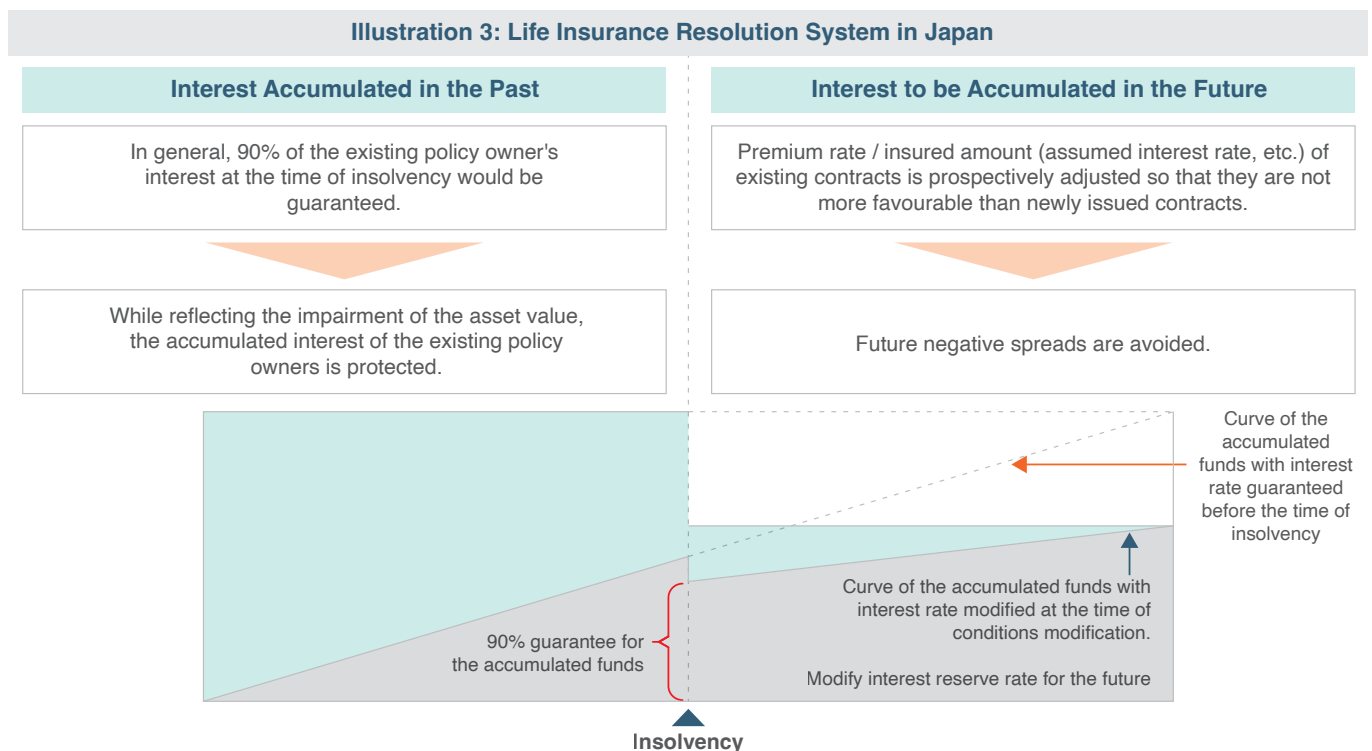 Illustration 3: Life Insurance Resolution System in Japan
Interest Accumulated in the Past
In general, 90% of the existing policy owner's
interest at the time of insolvency would be
guaranteed.
While reflecting the impairment of the asset value,
the accumulated interest of the existing policy
owners is protected.
Interest to be Accumulated in the Future
Premium rate / insured amount (assumed interest rate, etc.) of
existing contracts is prospectively adjusted so that they are not
more favourable than newly issued contracts.
Future negative spreads are avoided.
Curve of the
accumulated
funds with interest
rate guaranteed
before the time of
insolvency
Curve of the accumulated funds with
interest rate modified at the time of
conditions modification.
90% guarantee for
the accumulated funds
Modify interest reserve rate for the future
Insolvency